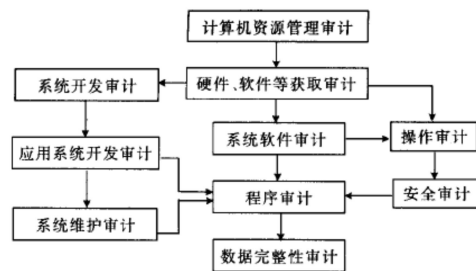 计算机资源管理审计
系统开发审计
硬件、软件等获取审计
应用系统开发审计
系统软件审计
操作审计
系统维护审计
程序审计
安全审计
数据完整性审计